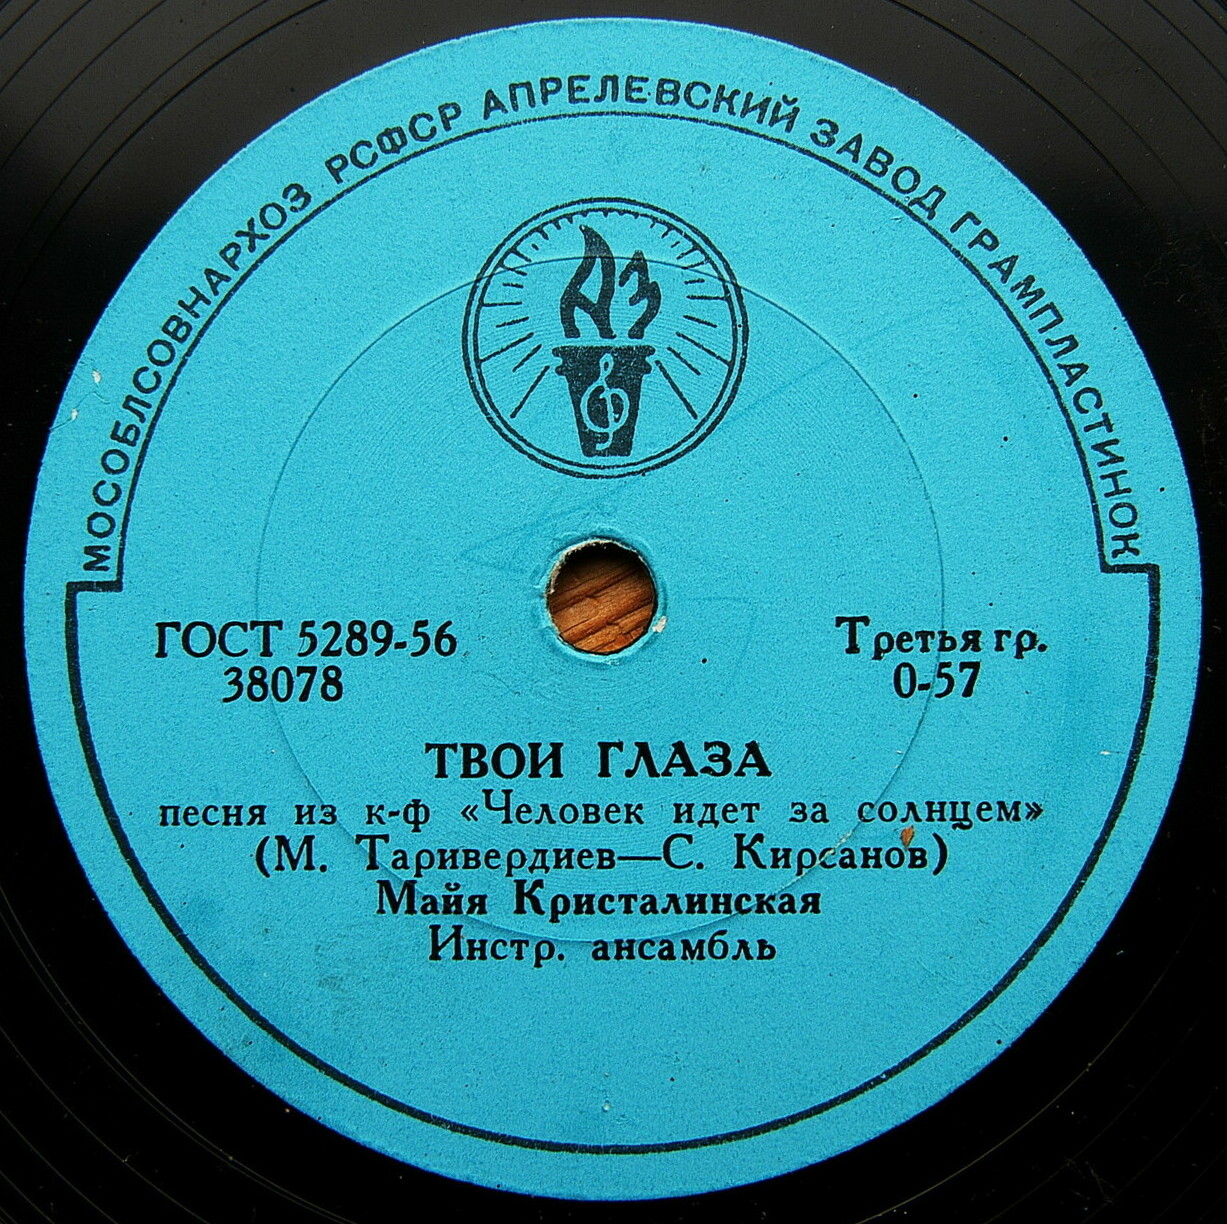 МОСОБЛСОВНАРХОЗ РСФСР АПРЕЛЕВСКИЙ ЗАВОД ГРАМПЛАСТИНОК
АЗ
ГОСТ 5289-56 Третья гр.
38078 0-57
ТВОИ ГЛАЗА
песня из к-ф «Человек идет за солнцем»
(М. Таривердиев—С. Кирсанов)
Майя Кристалинская
Инстр. ансамбль